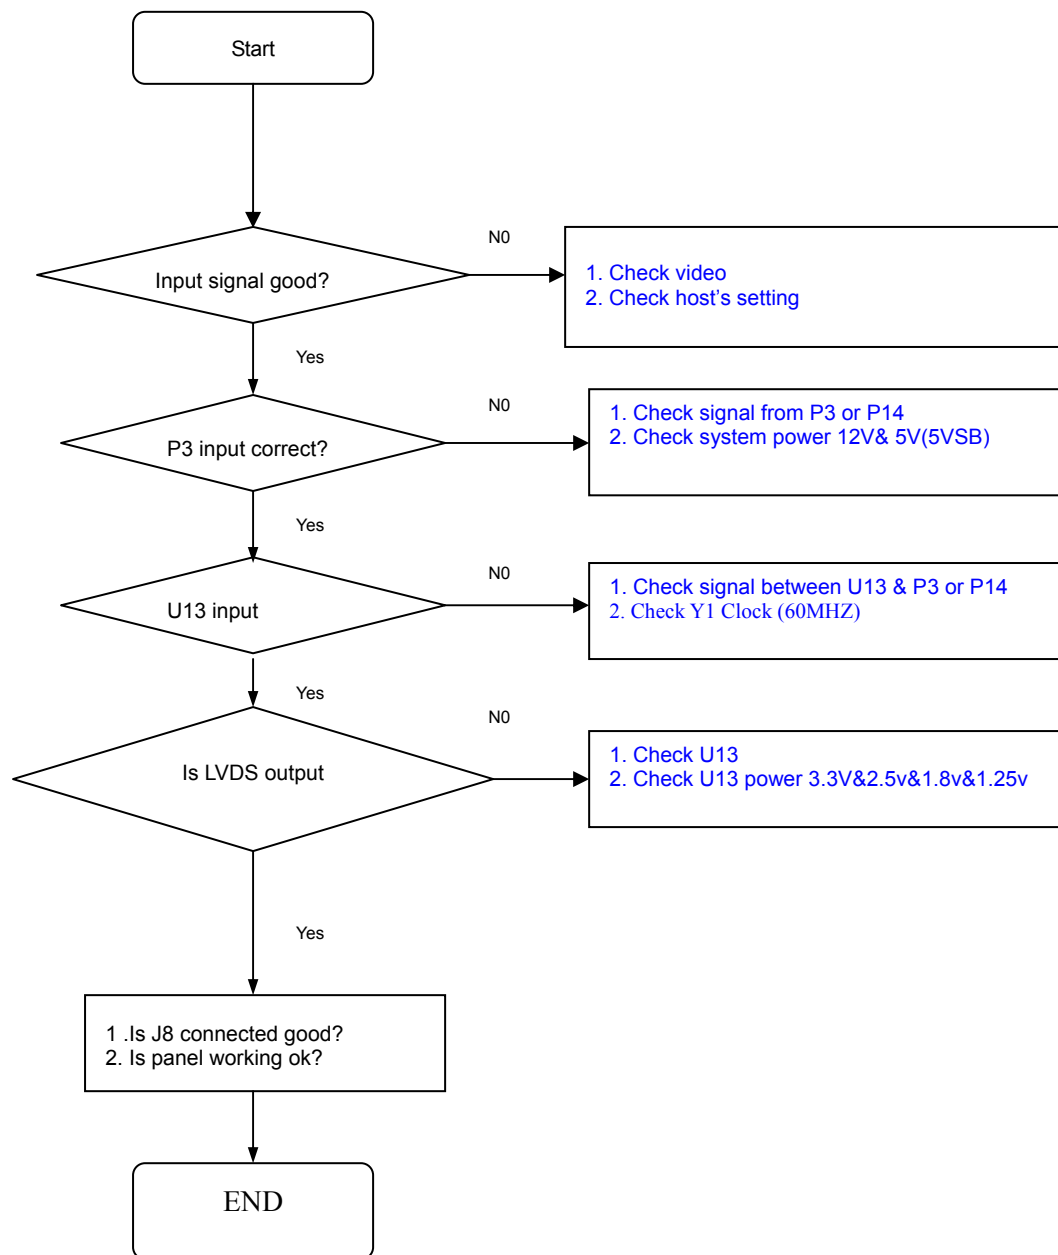 Start
Input signal good?
N0
1. Check video
2. Check host's setting
Yes
P3 input correct?
N0
1. Check signal from P3 or P14
2. Check system power 12V& 5V(5VSB)
Yes
U13 input
N0
1. Check signal between U13 & P3 or P14
2. Check Y1 Clock (60MHZ)
Yes
Is LVDS output
N0
1. Check U13
2. Check U13 power 3.3V&2.5v&1.8v&1.25v
Yes
1 .Is J8 connected good?
2. Is panel working ok?
END